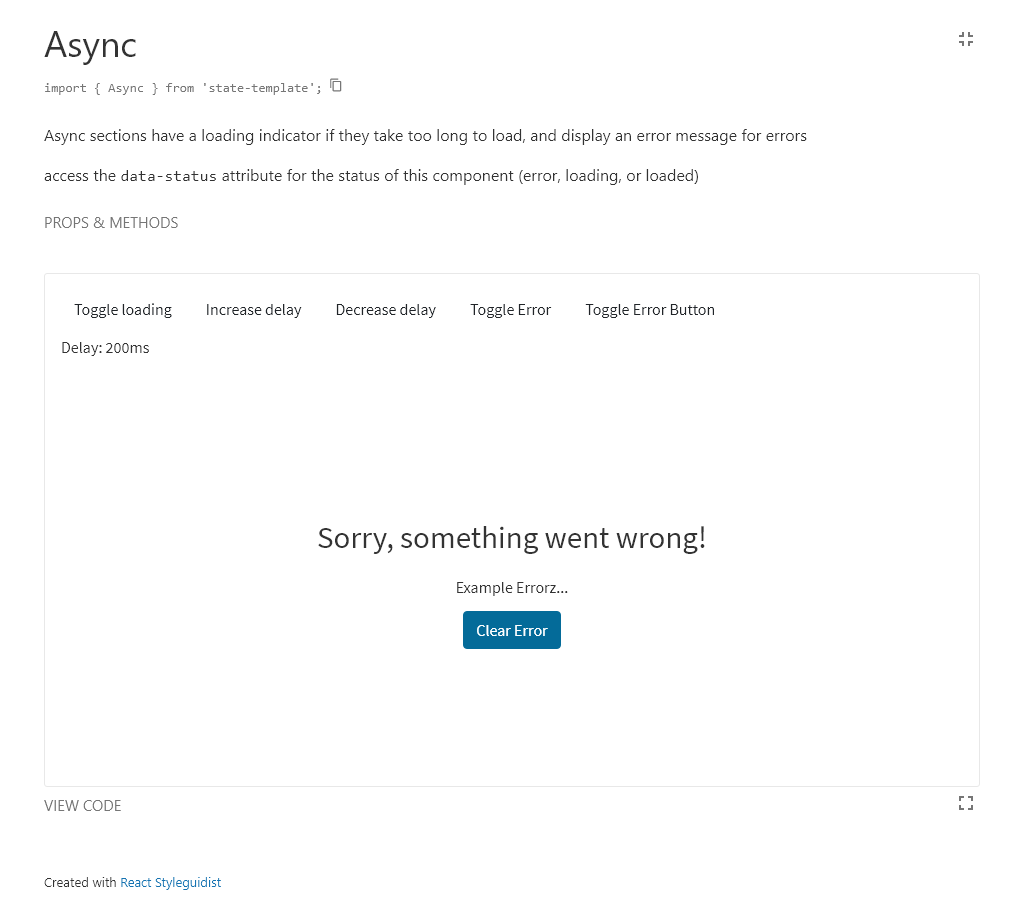 Async
import { Async } from 'state-template';
Async sections have a loading indicator if they take too long to load, and display an error message for errors
access the data-status attribute for the status of this component (error, loading, or loaded)
PROPS & METHODS
Toggle loading Increase delay Decrease delay Toggle Error Toggle Error Button
Delay: 200ms
Sorry, something went wrong!
Example Errorz...
Clear Error
VIEW CODE
Created with React Styleguidist